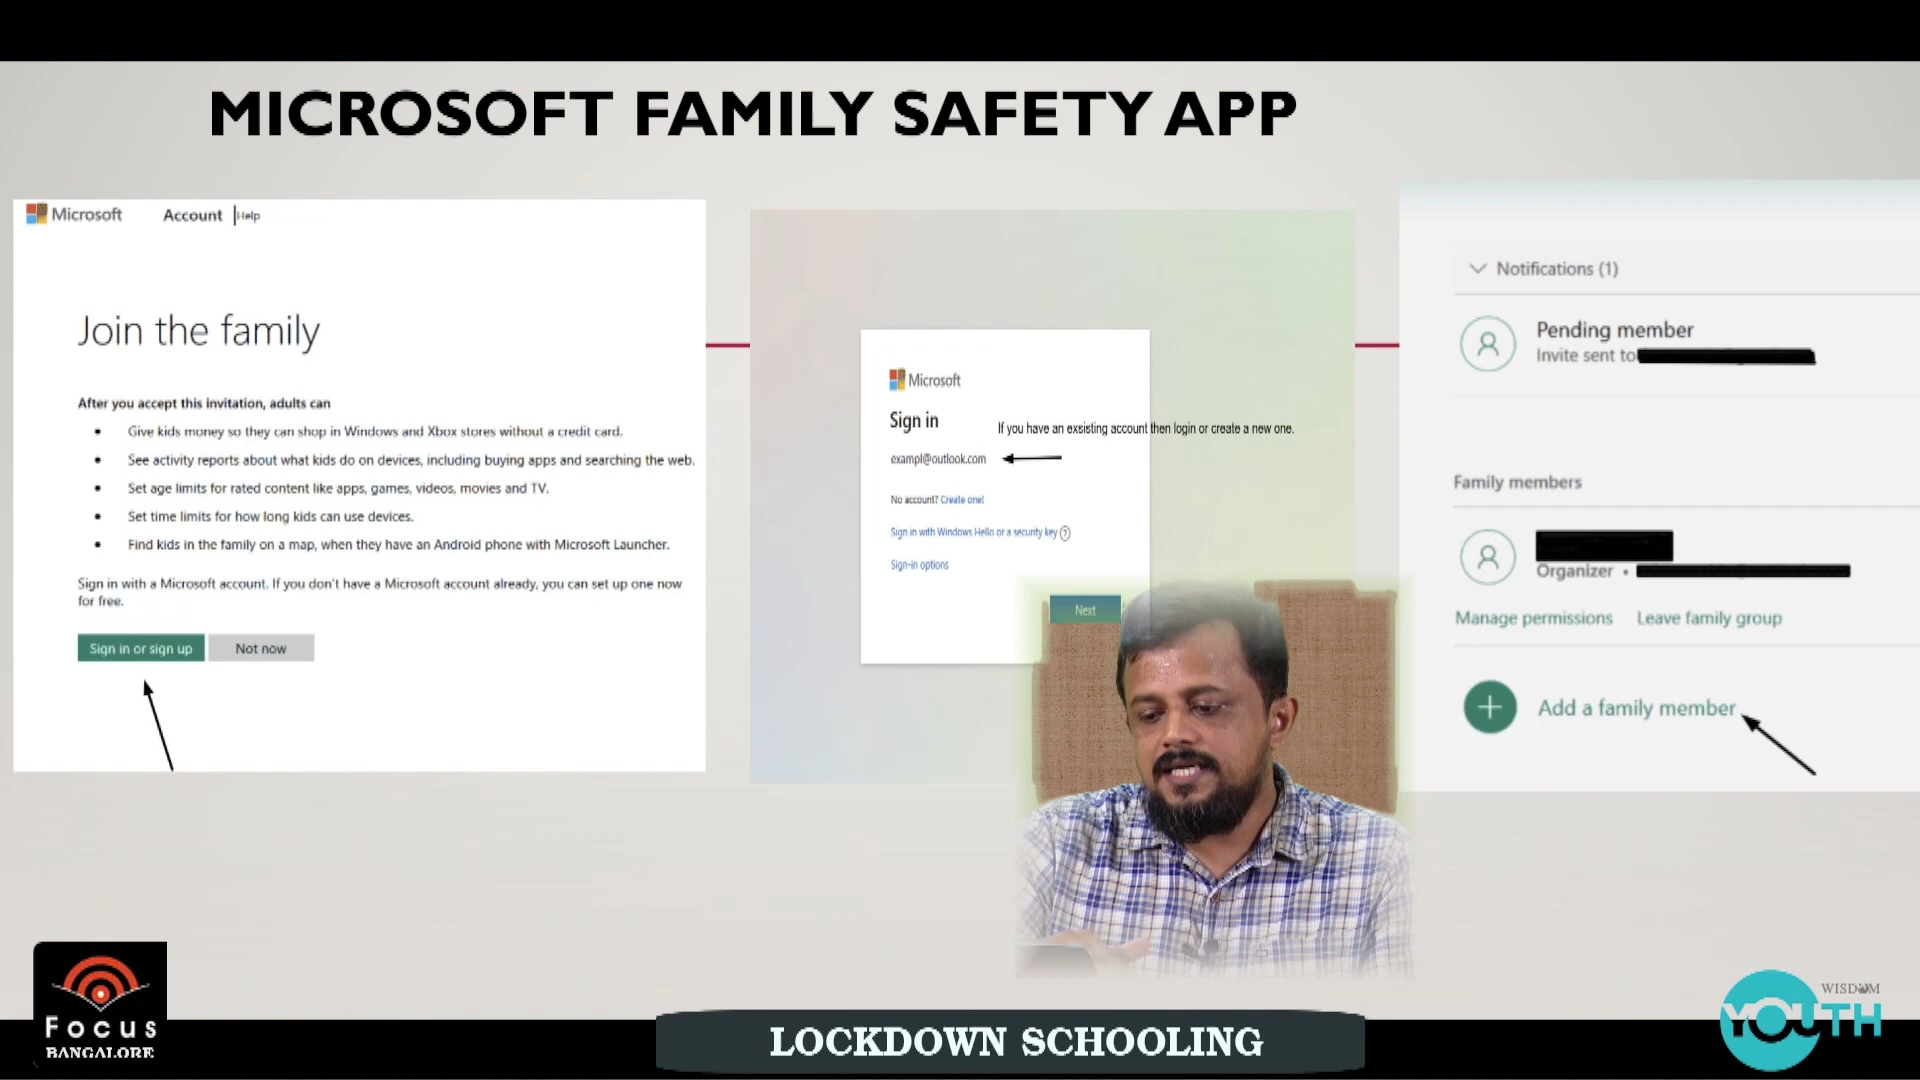 MICROSOFT FAMILY SAFETY APP
Microsoft Account Help
Join the family
After you accept this invitation, adults can
• Give kids money so they can shop in Windows and Xbox stores without a credit card.
• See activity reports about what kids do on devices, including buying apps and searching the web.
• Set age limits for rated content like apps, games, videos, movies and TV.
• Set time limits for how long kids can use devices.
• Find kids in the family on a map, when they have an Android phone with Microsoft Launcher.
Sign in with a Microsoft account. If you don't have a Microsoft account already, you can set up one now
for free.
Sign in or sign up Not now
Microsoft
Sign in
If you have an exsisting account then login or create a new one.
exampl@outlook.com
No account? Create one!
Sign in with Windows Hello or a security key ?
Sign-in options
Next
Notifications (1)
Pending member
Invite sent to
Family members
Organizer •
Manage permissions Leave family group
Add a family member
Focus
BANGALORE
LOCKDOWN SCHOOLING
WISDOM
YOUTH